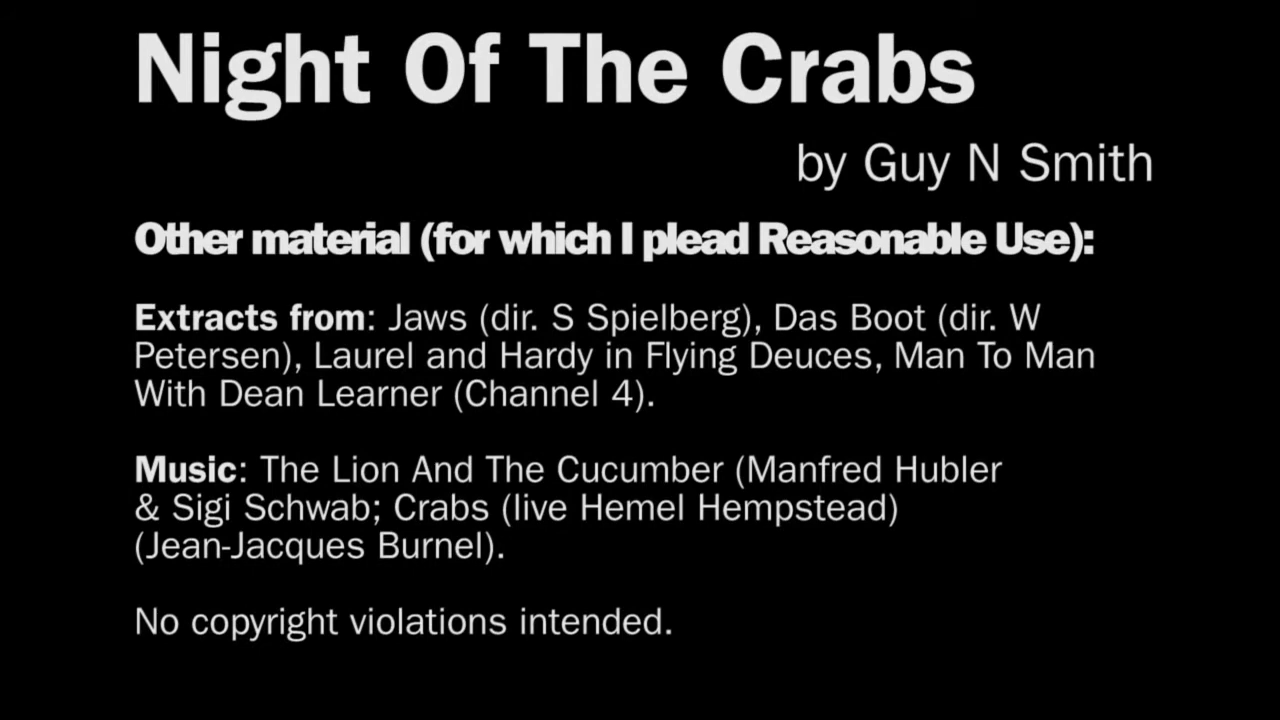 Night Of The Crabs
by Guy N Smith
Other material (for which I plead Reasonable Use):
Extracts from: Jaws (dir. S Spielberg), Das Boot (dir. W
Petersen), Laurel and Hardy in Flying Deuces, Man To Man
With Dean Learner (Channel 4).
Music: The Lion And The Cucumber (Manfred Hubler
& Sigi Schwab; Crabs (live Hemel Hempstead)
(Jean-Jacques Burnel).
No copyright violations intended.